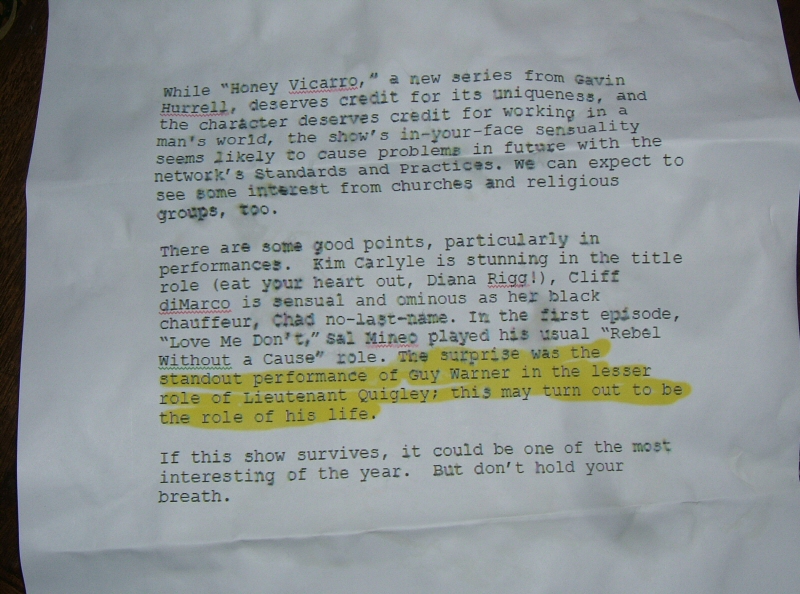 While "Honey Vicarro," a new series from Gavin
Hurrell, deserves credit for its uniqueness, and
the character deserves credit for working in a
man's world, the show's in-your-face sensuality
seems likely to cause problems in future with the
network's Standards and Practices. We can expect to
see some interest from churches and religious
groups, too.
There are some good points, particularly in
performances. Kim Carlyle is stunning in the title
role (eat your heart out, Diana Rigg!), Cliff
diMarco is sensual and ominous as her black
chauffeur, Chad no-last-name. In the first episode,
"Love Me Don't," Sal Mineo played his usual "Rebel
Without a Cause" role. The surprise was the
standout performance of Guy Warner in the lesser
role of Lieutenant Quigley; this may turn out to be
the role of his life.
If this show survives, it could be one of the most
interesting of the year. But don't hold your
breath.